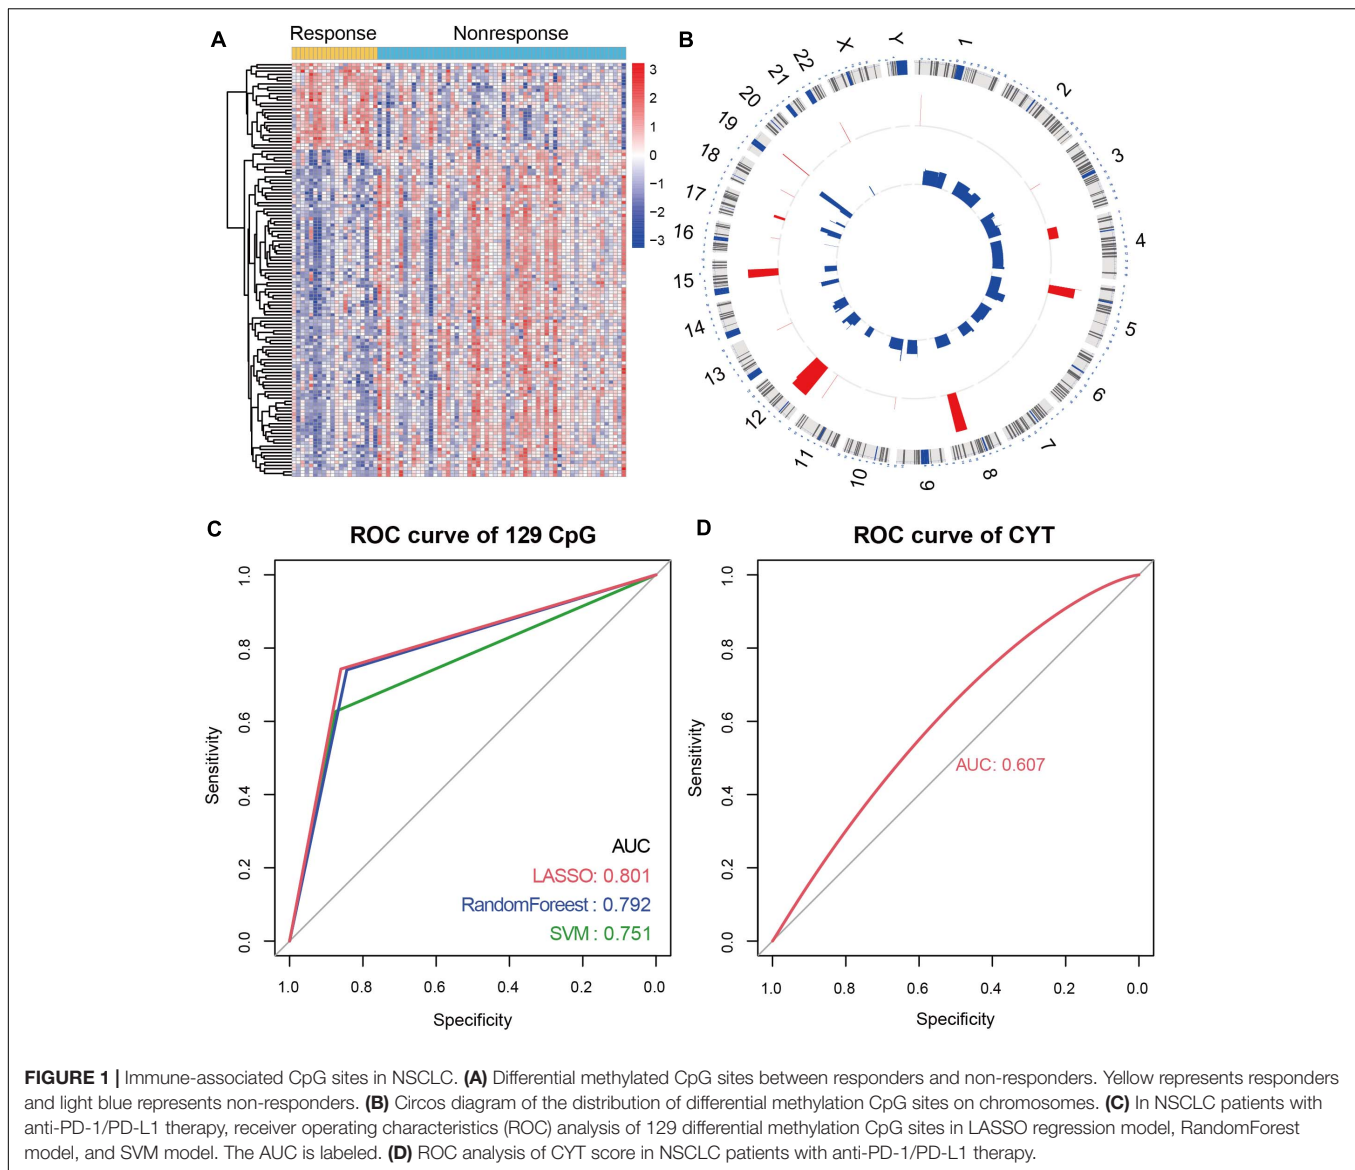 A
Response
Nonresponse
3
2
1
0
−1
−2
−3
B
1
2
3
4
5
6
7
8
9
10
11
12
13
14
15
16
17
18
19
20
21
22
X
Y
C
ROC curve of 129 CpG
1.0
0.8
0.6
0.4
0.2
0.0
Sensitivity
AUC
LASSO: 0.801
RandomForeest : 0.792
SVM : 0.751
1.0 0.8 0.6 0.4 0.2 0.0
Specificity
D
ROC curve of CYT
1.0
0.8
0.6
0.4
0.2
0.0
Sensitivity
AUC: 0.607
1.0 0.8 0.6 0.4 0.2 0.0
Specificity
FIGURE 1 | Immune-associated CpG sites in NSCLC. (A) Differential methylated CpG sites between responders and non-responders. Yellow represents responders
and light blue represents non-responders. (B) Circos diagram of the distribution of differential methylation CpG sites on chromosomes. (C) In NSCLC patients with
anti-PD-1/PD-L1 therapy, receiver operating characteristics (ROC) analysis of 129 differential methylation CpG sites in LASSO regression model, RandomForest
model, and SVM model. The AUC is labeled. (D) ROC analysis of CYT score in NSCLC patients with anti-PD-1/PD-L1 therapy.